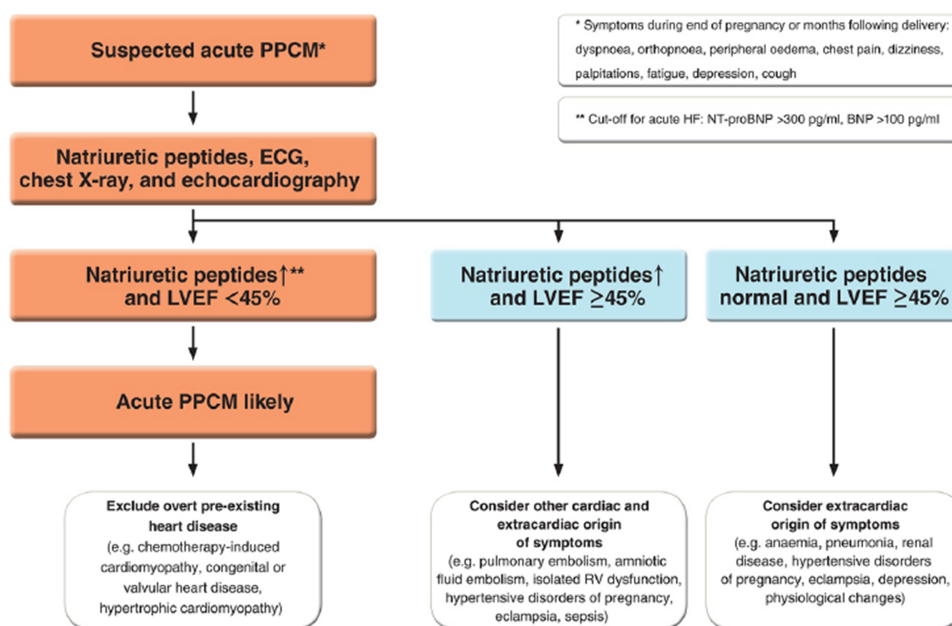 Suspected acute PPCM*
* Symptoms during end of pregnancy or months following delivery:
dyspnoea, orthopnoea, peripheral oedema, chest pain, dizziness,
palpitations, fatigue, depression, cough
** Cut-off for acute HF: NT-proBNP >300 pg/ml, BNP >100 pg/ml
Natriuretic peptides, ECG,
chest X-ray, and echocardiography
Natriuretic peptides↑**
and LVEF <45%
Natriuretic peptides↑
and LVEF ≥45%
Natriuretic peptides
normal and LVEF ≥45%
Acute PPCM likely
Exclude overt pre-existing
heart disease
(e.g. chemotherapy-induced
cardiomyopathy, congenital or
valvular heart disease,
hypertrophic cardiomyopathy)
Consider other cardiac and
extracardiac origin
of symptoms
(e.g. pulmonary embolism, amniotic
fluid embolism, isolated RV dysfunction,
hypertensive disorders of pregnancy,
eclampsia, sepsis)
Consider extracardiac
origin of symptoms
(e.g. anaemia, pneumonia, renal
disease, hypertensive disorders
of pregnancy, eclampsia, depression,
physiological changes)